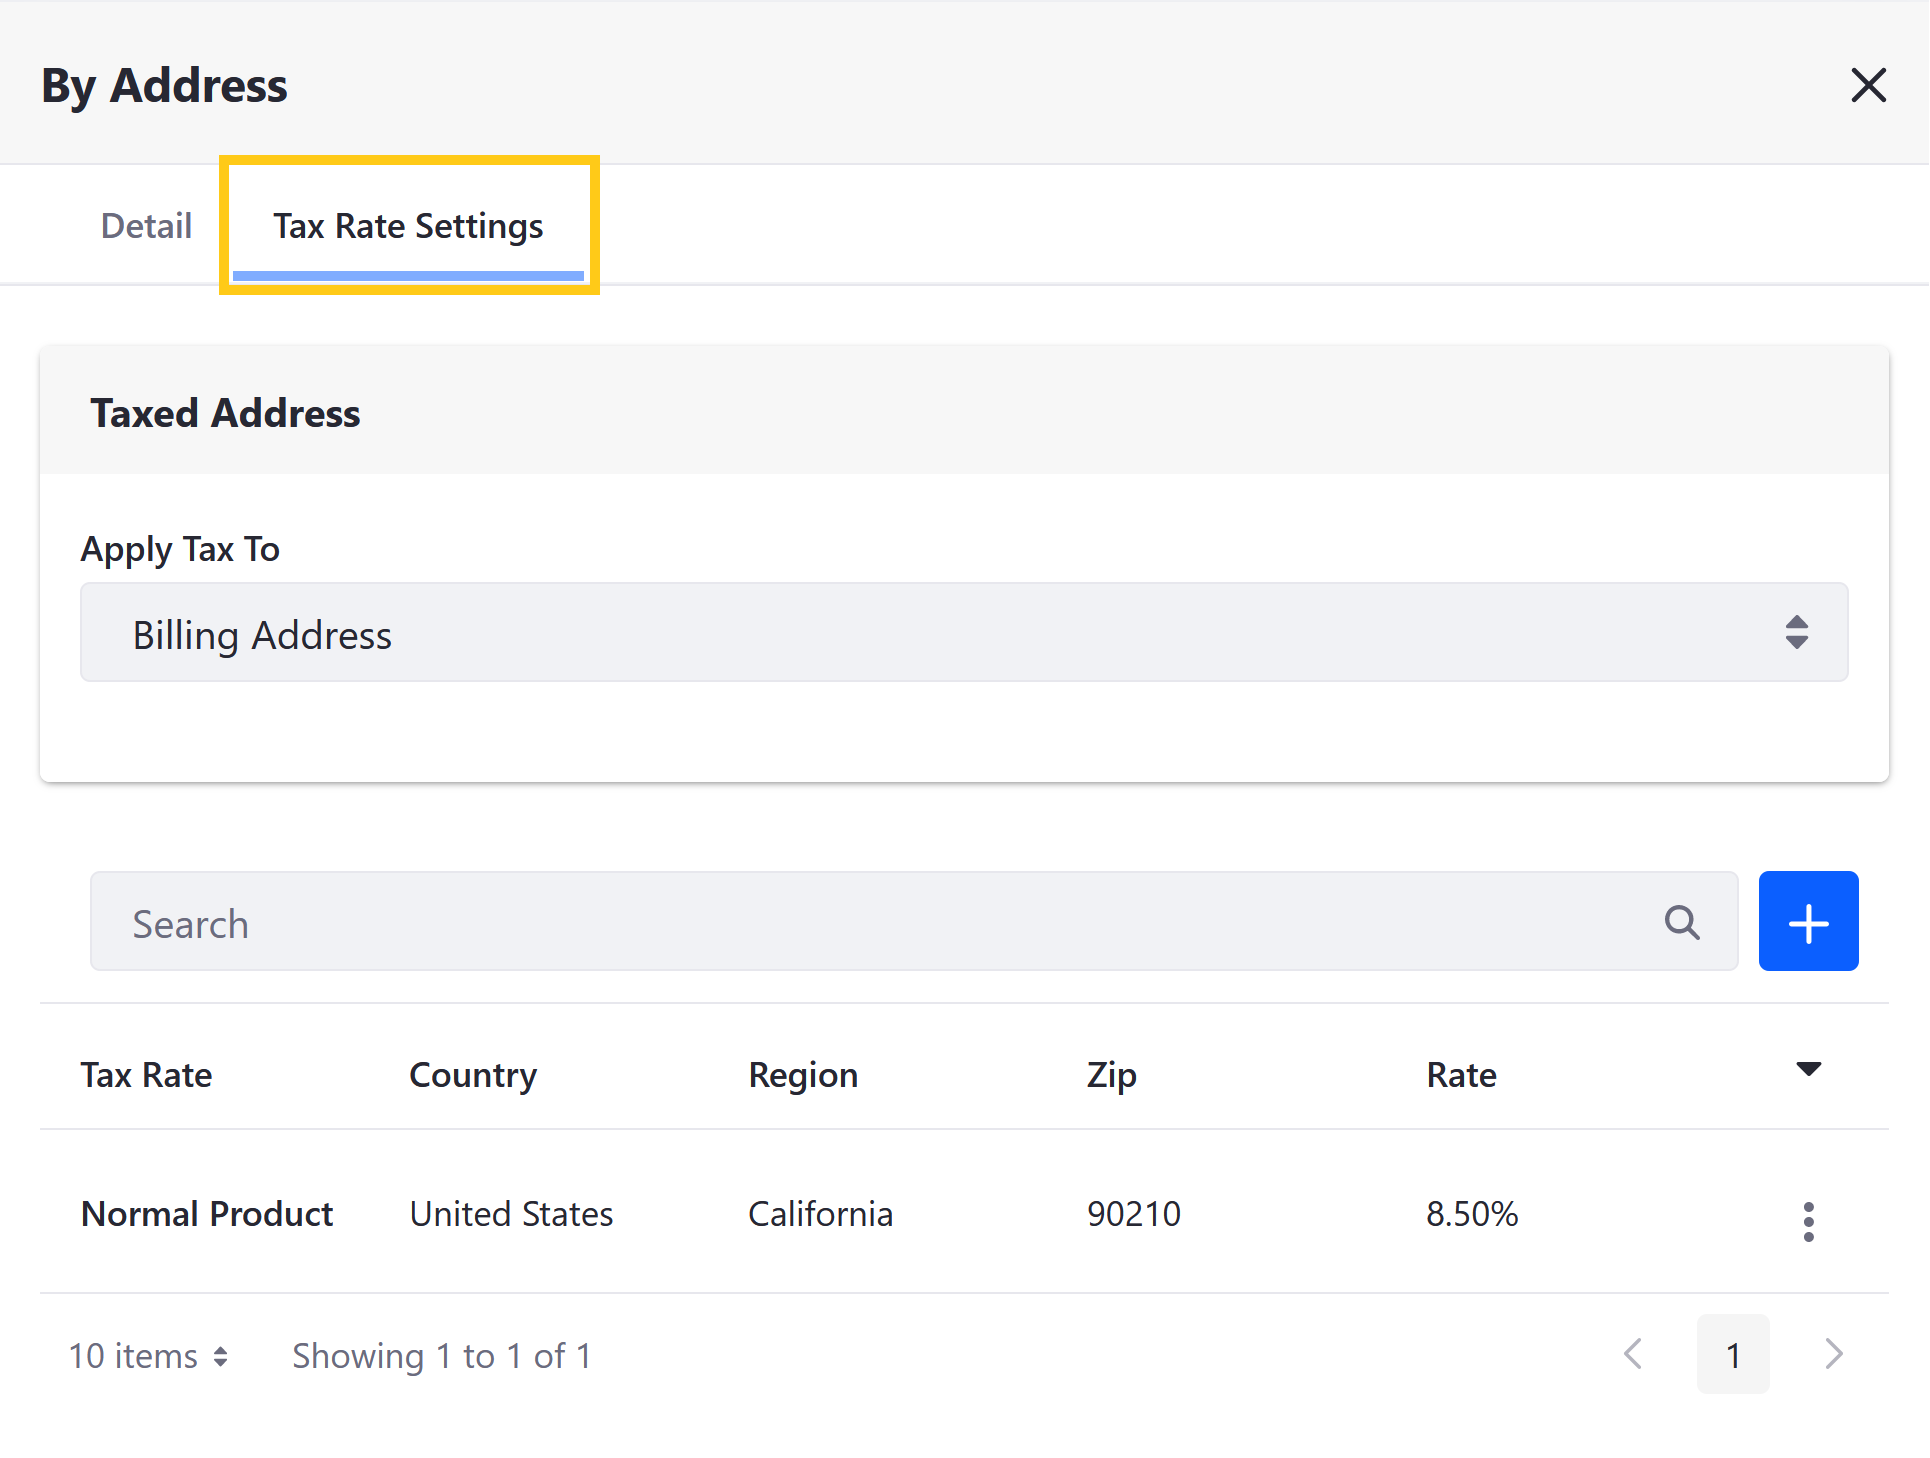 By Address
Detail Tax Rate Settings
Taxed Address
Apply Tax To
Billing Address
Search
Tax Rate Country Region Zip Rate
Normal Product United States California 90210 8.50%
10 items Showing 1 to 1 of 1 1